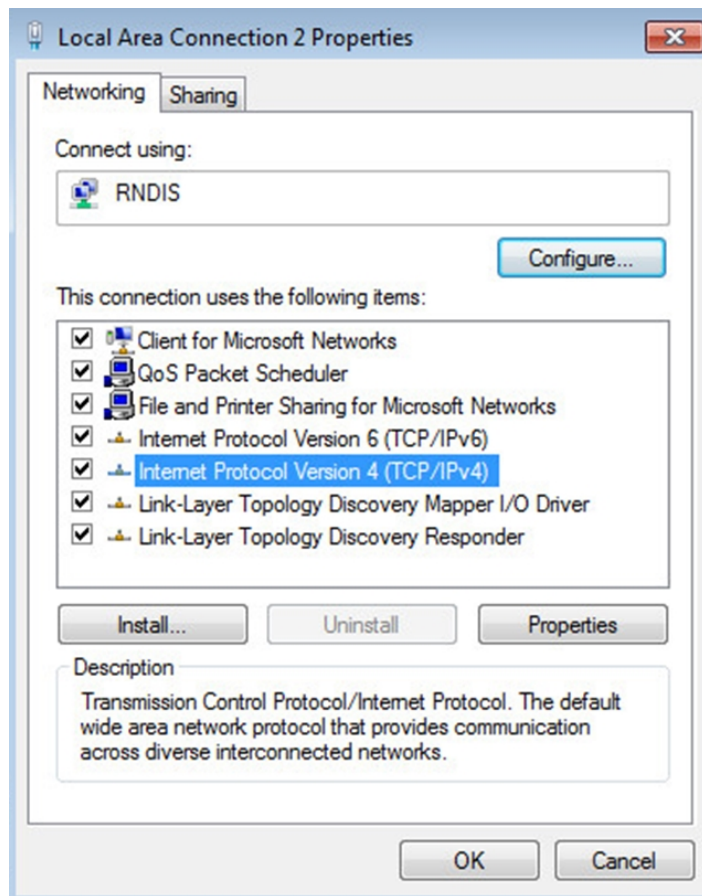 Local Area Connection 2 Properties
Networking
Sharing
Connect using:
RNDIS
Configure...
This connection uses the following items:
Client for Microsoft Networks
QoS Packet Scheduler
File and Printer Sharing for Microsoft Networks
Internet Protocol Version 6 (TCP/IPv6)
Internet Protocol Version 4 (TCP/IPv4)
Link-Layer Topology Discovery Mapper I/O Driver
Link-Layer Topology Discovery Responder
Install...
Uninstall
Properties
Description
Transmission Control Protocol/Internet Protocol. The default
wide area network protocol that provides communication
across diverse interconnected networks.
OK
Cancel